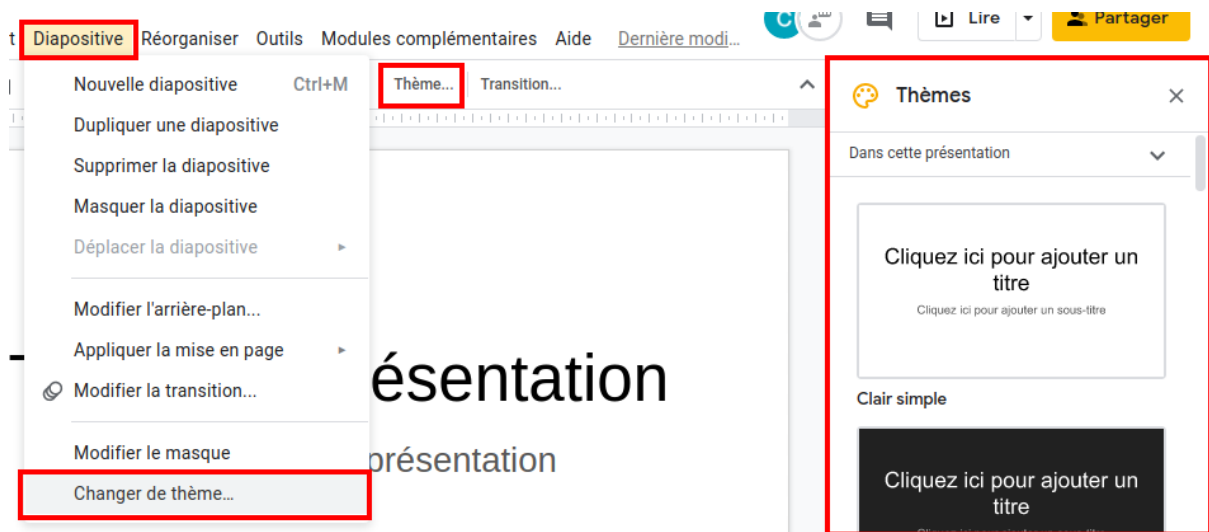 C
Lire
Partager
t Diapositive Réorganiser Outils Modules complémentaires Aide Dernière modi...
Nouvelle diapositive Ctrl+M
Thème... Transition...
Dupliquer une diapositive
Supprimer la diapositive
Masquer la diapositive
Déplacer la diapositive
Modifier l'arrière-plan...
Appliquer la mise en page
Modifier la transition...
Modifier le masque
Changer de thème...
ésentation
présentation
Thèmes
Dans cette présentation
Cliquez ici pour ajouter un
titre
Cliquez ici pour ajouter un sous-titre
Clair simple
Cliquez ici pour ajouter un
titre